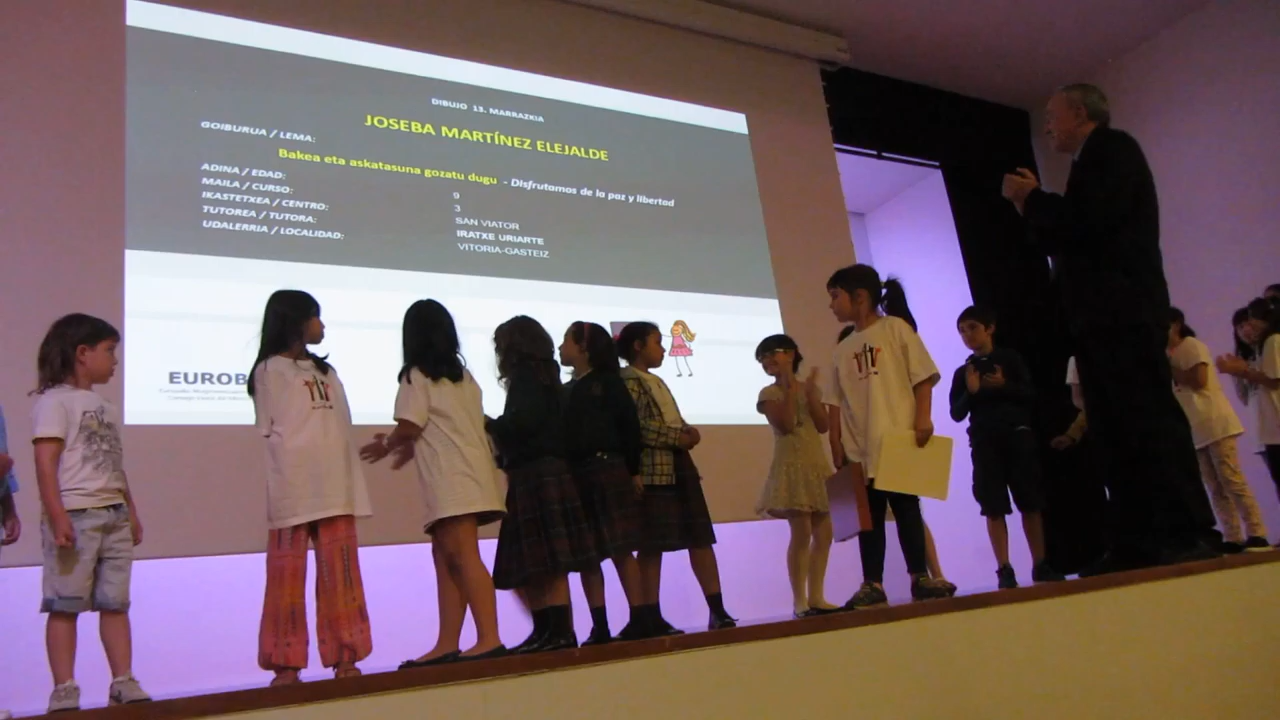 DIBUJO 13. MARRAZKIA
JOSEBA MARTÍNEZ ELEJALDE
GOIBURUA / LEMA:
Bakea eta askatasuna gozatu dugu - Disfrutamos de la paz y libertad
ADINA / EDAD: 9
MAILA / CURSO: 3
IKASTETXEA / CENTRO: SAN VIATOR
TUTOREA / TUTORA: IRATXE URIARTE
UDALERRIA / LOCALIDAD: VITORIA-GASTEIZ
EUROB